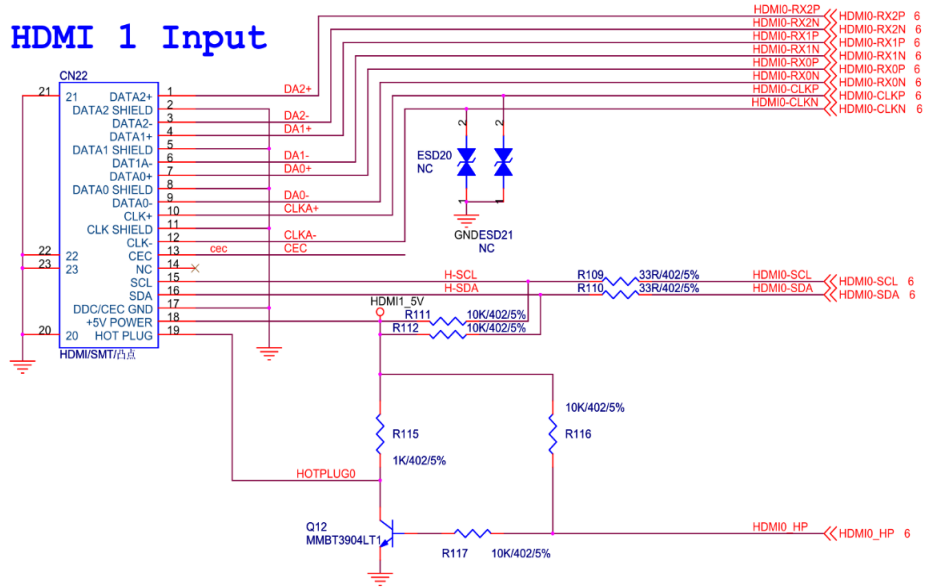 HDMI 1 Input
HDMI0-RX2P HDMI0-RX2P 6
HDMI0-RX2N HDMI0-RX2N 6
HDMI0-RX1P HDMI0-RX1P 6
HDMI0-RX1N HDMI0-RX1N 6
HDMI0-RX0P HDMI0-RX0P 6
HDMI0-RX0N HDMI0-RX0N 6
HDMI0-CLKP HDMI0-CLKP 6
HDMI0-CLKN HDMI0-CLKN 6
CN22
21 21 DATA2+ 1 DA2+
DATA2 SHIELD 2
DATA2- 3 DA2-
DATA1+ 4 DA1+
DATA1 SHIELD 5
DAT1A- 6 DA1-
DATA0+ 7 DA0+
DATA0 SHIELD 8
DATA0- 9 DA0-
CLK+ 10 CLKA+
CLK SHIELD 11
CLK- 12 CLKA-
22 22 CEC 13 cec CEC
23 23 NC 14
SCL 15 H-SCL
SDA 16 H-SDA
DDC/CEC GND 17
+5V POWER 18
20 20 HOT PLUG 19
HDMI/SMT/凸点
2 2
ESD20
NC
1 1
GND ESD21
NC
R109 33R/402/5% HDMI0-SCL HDMI0-SCL 6
R110 33R/402/5% HDMI0-SDA HDMI0-SDA 6
HDMI1_5V
R111 10K/402/5%
R112 10K/402/5%
R115
1K/402/5%
10K/402/5%
R116
HOTPLUG0
Q12
MMBT3904LT1
R117 10K/402/5%
HDMI0_HP HDMI0_HP 6